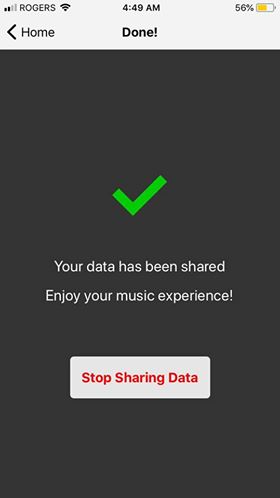 ROGERS 4:49 AM 56%
Home Done!
Your data has been shared
Enjoy your music experience!
Stop Sharing Data